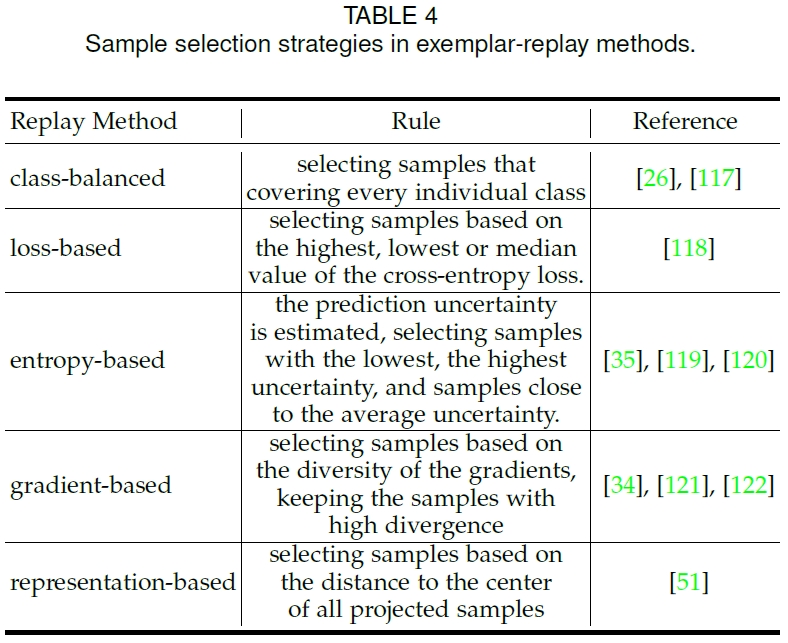 TABLE 4
Sample selection strategies in exemplar-replay methods.
Replay Method Rule Reference
class-balanced selecting samples that covering every individual class [26], [117]
loss-based selecting samples based on the highest, lowest or median value of the cross-entropy loss. [118]
entropy-based the prediction uncertainty is estimated, selecting samples with the lowest, the highest uncertainty, and samples close to the average uncertainty. [35], [119], [120]
gradient-based selecting samples based on the diversity of the gradients, keeping the samples with high divergence [34], [121], [122]
representation-based selecting samples based on the distance to the center of all projected samples [51]